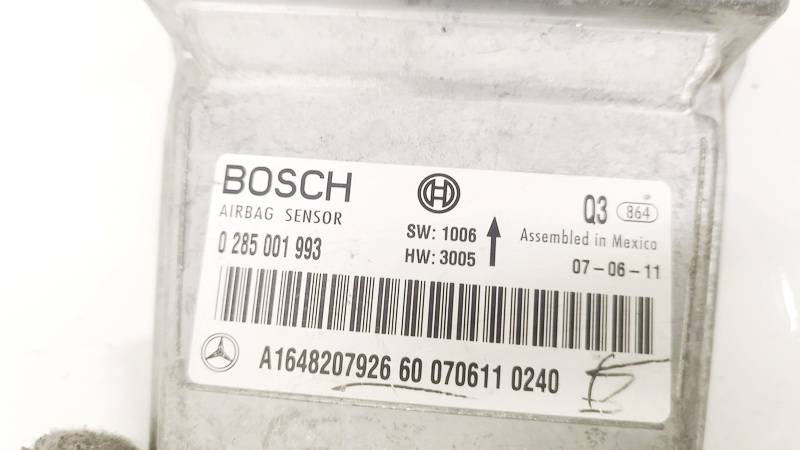 BOSCH
AIRBAG SENSOR
0 285 001 993
SW: 1006
HW: 3005
Q3 864
Assembled in Mexico
07-06-11
A1648207926 60 070611 0240